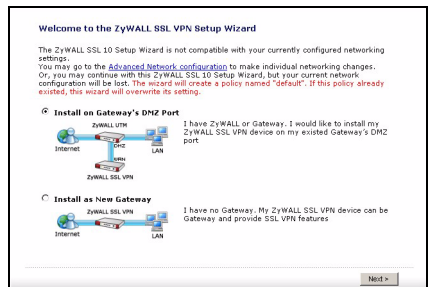 Welcome to the ZyWALL SSL VPN Setup Wizard
The ZyWALL SSL 10 Setup Wizard is not compatible with your currently configured networking
settings.
You may go to the Advanced Network configuration to make individual networking changes.
Or, you may continue with this ZyWALL SSL 10 Setup Wizard, but your current network
configuration will be lost. The wizard will create a policy named "default". If this policy already
existed, this wizard will overwrite its setting.
Install on Gateway's DMZ Port
ZyWALL UTM
Internet
DMZ
LAN
WAN
ZyWALL SSL VPN
I have ZyWALL or Gateway. I would like to install my
ZyWALL SSL VPN device on my existed Gateway's DMZ
port
Install as New Gateway
ZyWALL SSL VPN
Internet
LAN
I have no Gateway. My ZyWALL SSL VPN device can be
Gateway and provide SSL VPN features
Next >